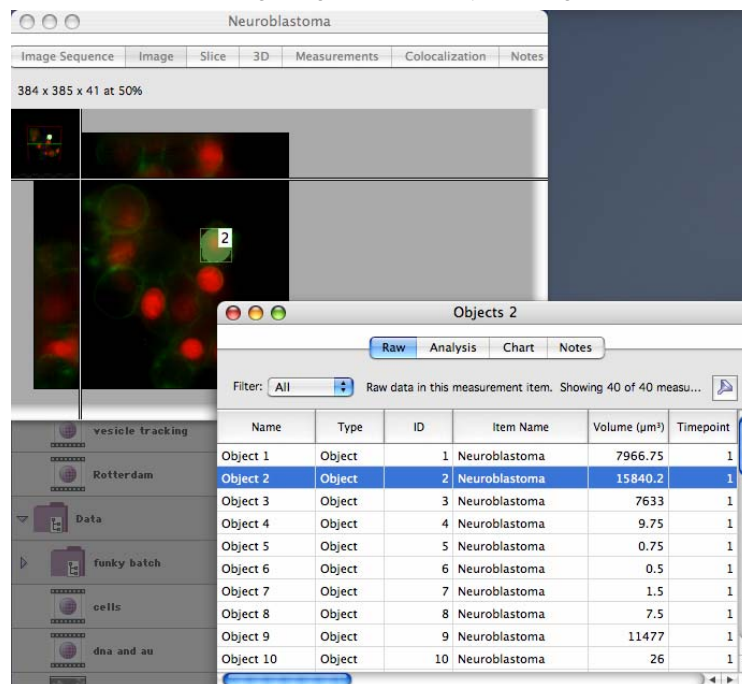 Neuroblastoma
Image Sequence Image Slice 3D Measurements Colocalization Notes
384 x 385 x 41 at 50%
2
Objects 2
Raw Analysis Chart Notes
Filter: All Raw data in this measurement item. Showing 40 of 40 measu...
Name Type ID Item Name Volume (µm³) Timepoint
Object 1 Object 1 Neuroblastoma 7966.75 1
Object 2 Object 2 Neuroblastoma 15840.2 1
Object 3 Object 3 Neuroblastoma 7633 1
Object 4 Object 4 Neuroblastoma 9.75 1
Object 5 Object 5 Neuroblastoma 0.75 1
Object 6 Object 6 Neuroblastoma 0.5 1
Object 7 Object 7 Neuroblastoma 1.5 1
Object 8 Object 8 Neuroblastoma 7.5 1
Object 9 Object 9 Neuroblastoma 11477 1
Object 10 Object 10 Neuroblastoma 26 1
vesicle tracking
Rotterdam
Data
funky batch
cells
dna and au